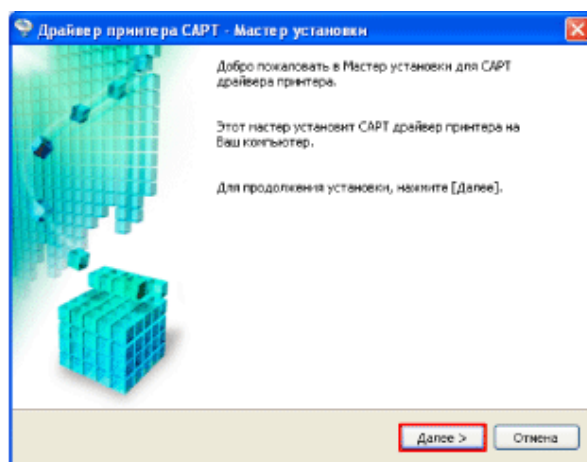 Драйвер принтера CAPT - Мастер установки
Добро пожаловать в Мастер установки для CAPT
драйвера принтера.
Этот мастер установит CAPT драйвер принтера на
Ваш компьютер.
Для продолжения установки, нажмите [Далее].
Далее >
Отмена